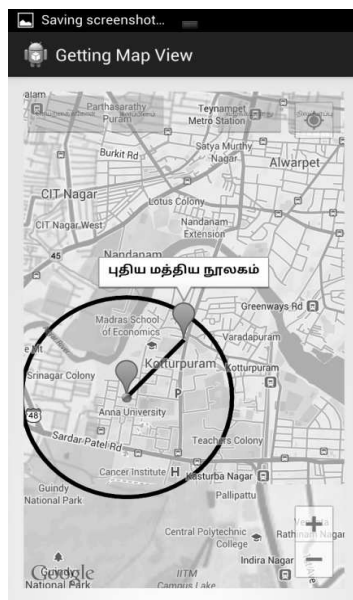 Saving screenshot...
Getting Map View
alam
Parthasarathy
Puram
Teynampet
Metro Station
Burkit Rd
Satya Murthy
Nagar
Alwarpet
CIT Nagar
Lotus Colony
CIT Nagar West
Nandanam
Extension
45
Nandanam
புதிய மத்திய நூலகம்
Greenways Rd
Madras School
of Economics
Varadapuram
Kotturpuram
Kotturpuram
Srinagar Colony
Anna University
P
48
Sardar Patel Rd
Teachers Colony
Cancer Institute H
Kasturba Nagar
Guindy
National Park
Pallipattu
Central Polytechnic
College
+
Indira Nagar
-
Google
Guindy
National Park
IITM
Campus Lake